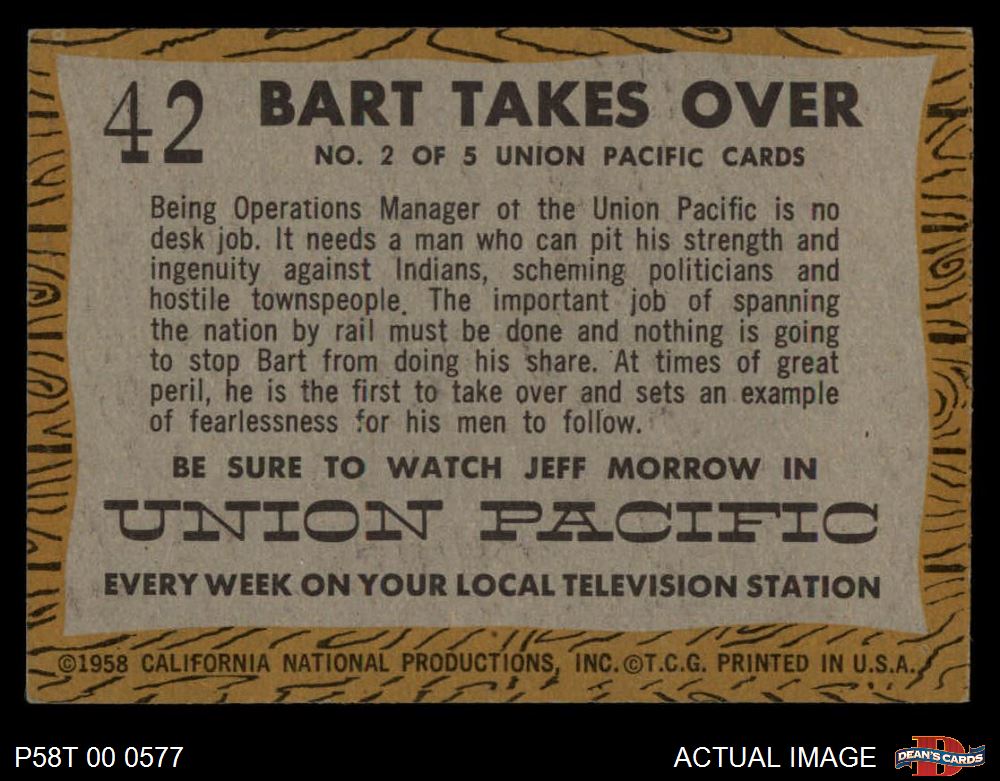 42
BART TAKES OVER
NO. 2 OF 5 UNION PACIFIC CARDS
Being Operations Manager of the Union Pacific is no
desk job. It needs a man who can pit his strength and
ingenuity against Indians, scheming politicians and
hostile townspeople. The important job of spanning
the nation by rail must be done and nothing is going
to stop Bart from doing his share. At times of great
peril, he is the first to take over and sets an example
of fearlessness for his men to follow.
BE SURE TO WATCH JEFF MORROW IN
UNION PACIFIC
EVERY WEEK ON YOUR LOCAL TELEVISION STATION
©1958 CALIFORNIA NATIONAL PRODUCTIONS, INC. ©T.C.G. PRINTED IN U.S.A.
P58T 00 0577
ACTUAL IMAGE
D
DEAN'S CARDS